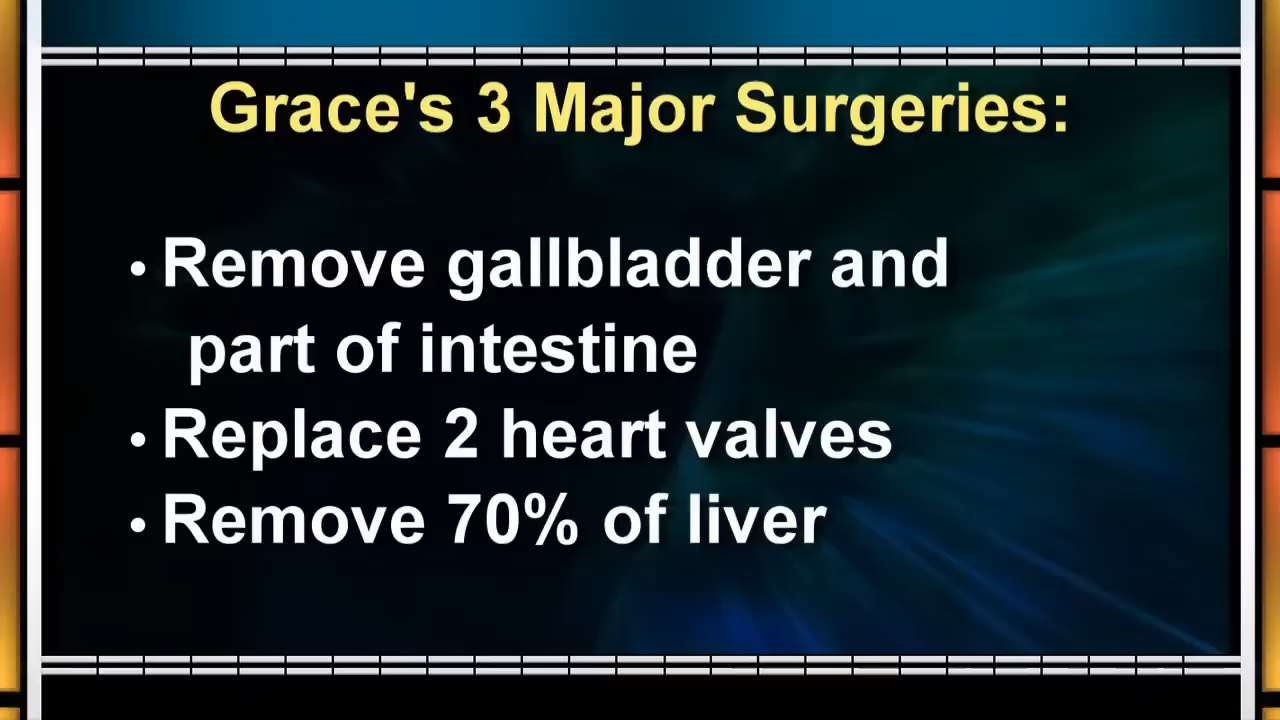 Grace's 3 Major Surgeries:
• Remove gallbladder and
part of intestine
• Replace 2 heart valves
• Remove 70% of liver